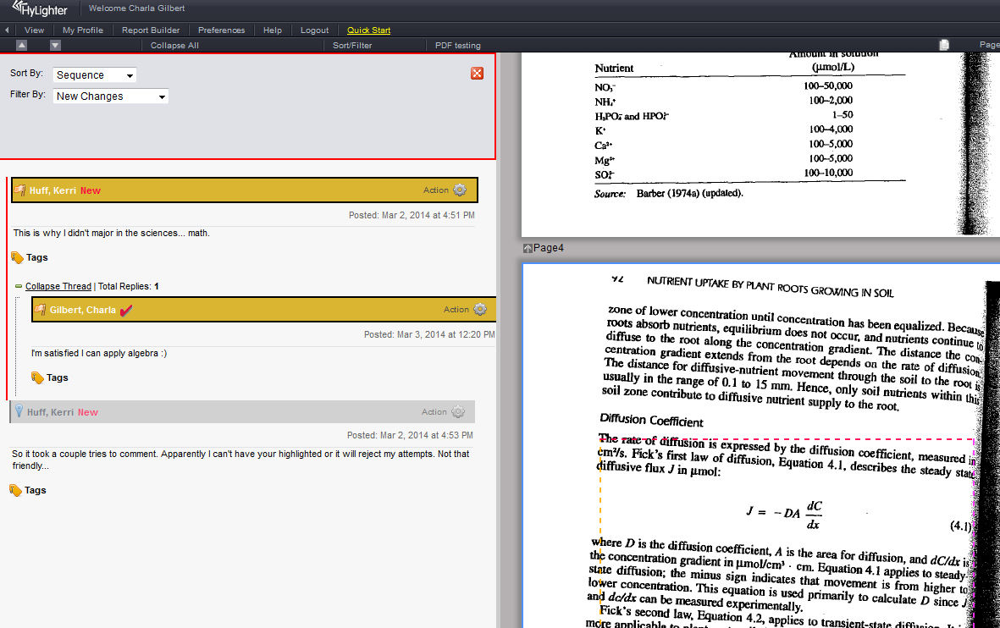 HyLighter
Welcome Charla Gilbert
View My Profile Report Builder Preferences Help Logout Quick Start
Collapse All Sort/Filter PDF testing Page
Sort By: Sequence
Filter By: New Changes
Huff, Kerri New Action
Posted: Mar 2, 2014 at 4:51 PM
This is why I didn't major in the sciences... math.
Tags
Collapse Thread | Total Replies: 1
Gilbert, Charla Action
Posted: Mar 3, 2014 at 12:20 PM
I'm satisfied I can apply algebra :)
Tags
Huff, Kerri New Action
Posted: Mar 2, 2014 at 4:53 PM
So it took a couple tries to comment. Apparently I can't have your highlighted or it will reject my attempts. Not that
friendly...
Tags
Amount in solution
Nutrient (μmol/L)
NO₃⁻ 100–50,000
NH₄⁺ 100–2,000
H₂PO₄⁻ and HPO₄²⁻ 1–50
K⁺ 100–4,000
Ca²⁺ 100–5,000
Mg²⁺ 100–5,000
SO₄²⁻ 100–10,000
Source: Barber (1974a) (updated).
Page4
92 NUTRIENT UPTAKE BY PLANT ROOTS GROWING IN SOIL
zone of lower concentration until concentration has been equalized. Because
roots absorb nutrients, equilibrium does not occur, and nutrients continue to
diffuse to the root along the concentration gradient. The distance the con-
centration gradient extends from the root depends on the rate of diffusion.
The distance for diffusive-nutrient movement through the soil to the root is
usually in the range of 0.1 to 15 mm. Hence, only soil nutrients within this
soil zone contribute to diffusive nutrient supply to the root.
Diffusion Coefficient
The rate of diffusion is expressed by the diffusion coefficient, measured in
cm²/s. Fick's first law of diffusion, Equation 4.1, describes the steady state
diffusive flux J in μmol:
J = −DA dC/dx (4.1)
where D is the diffusion coefficient, A is the area for diffusion, and dC/dx is
the concentration gradient in μmol/cm³ · cm. Equation 4.1 applies to steady-
state diffusion; the minus sign indicates that movement is from higher to
lower concentration. This equation is used primarily to calculate D since J
and dc/dx can be measured experimentally.
Fick's second law, Equation 4.2, applies to transient-state diffusion. It
more applicable to